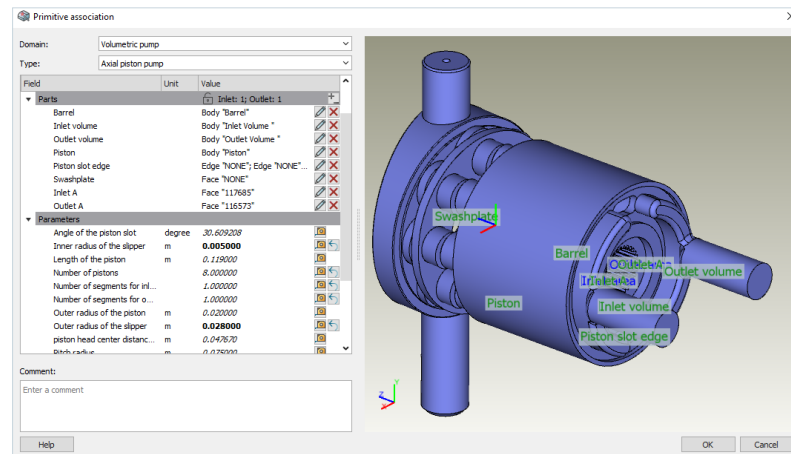 Primitive association
Domain: Volumetric pump
Type: Axial piston pump
Field Unit Value
Parts Inlet: 1; Outlet: 1
Barrel Body "Barrel"
Inlet volume Body "Inlet Volume "
Outlet volume Body "Outlet Volume "
Piston Body "Piston"
Piston slot edge Edge "NONE"; Edge "NONE"...
Swashplate Face "NONE"
Inlet A Face "117685"
Outlet A Face "116573"
Parameters
Angle of the piston slot degree 30.609208
Inner radius of the slipper m 0.005000
Length of the piston m 0.119000
Number of pistons 8.000000
Number of segments for inl... 1.000000
Number of segments for o... 1.000000
Outer radius of the piston m 0.020000
Outer radius of the slipper m 0.028000
piston head center distanc... m 0.047670
Pitch radius m 0.075000
Comment:
Enter a comment
Help
Swashplate
Barrel
Outlet volume
Piston
Inlet volume
Piston slot edge
Y
Z
X
OK Cancel